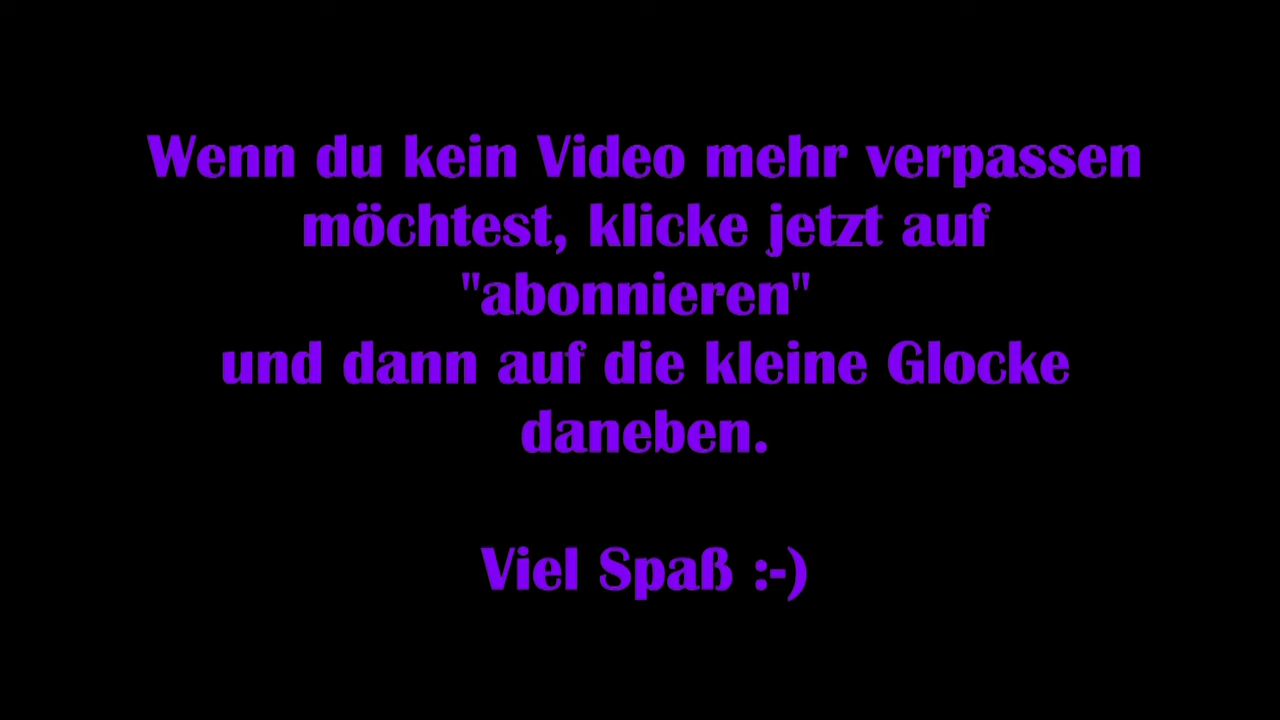 Wenn du kein Video mehr verpassen
möchtest, klicke jetzt auf
"abonnieren"
und dann auf die kleine Glocke
daneben.
Viel Spaß :-)